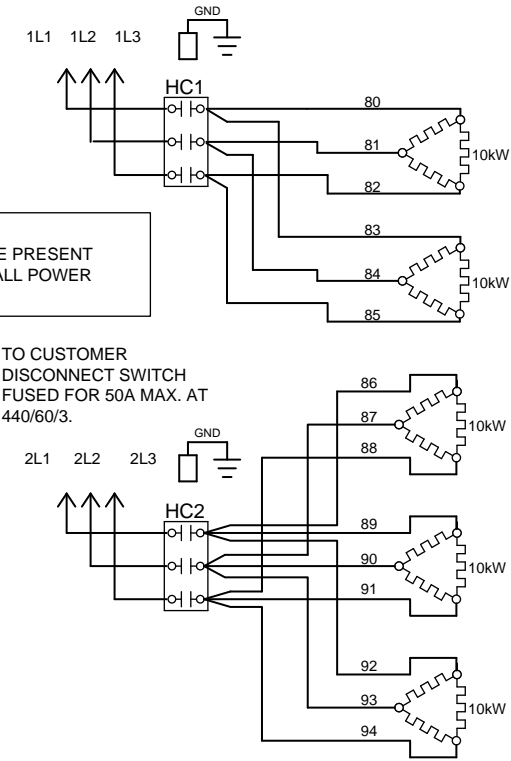 GND
1L1 1L2 1L3
HC1
80
81
10kW
82
83
84
10kW
85
E PRESENT
ALL POWER
TO CUSTOMER
DISCONNECT SWITCH
FUSED FOR 50A MAX. AT
440/60/3.
86
87
10kW
88
GND
2L1 2L2 2L3
HC2
89
90
10kW
91
92
93
10kW
94